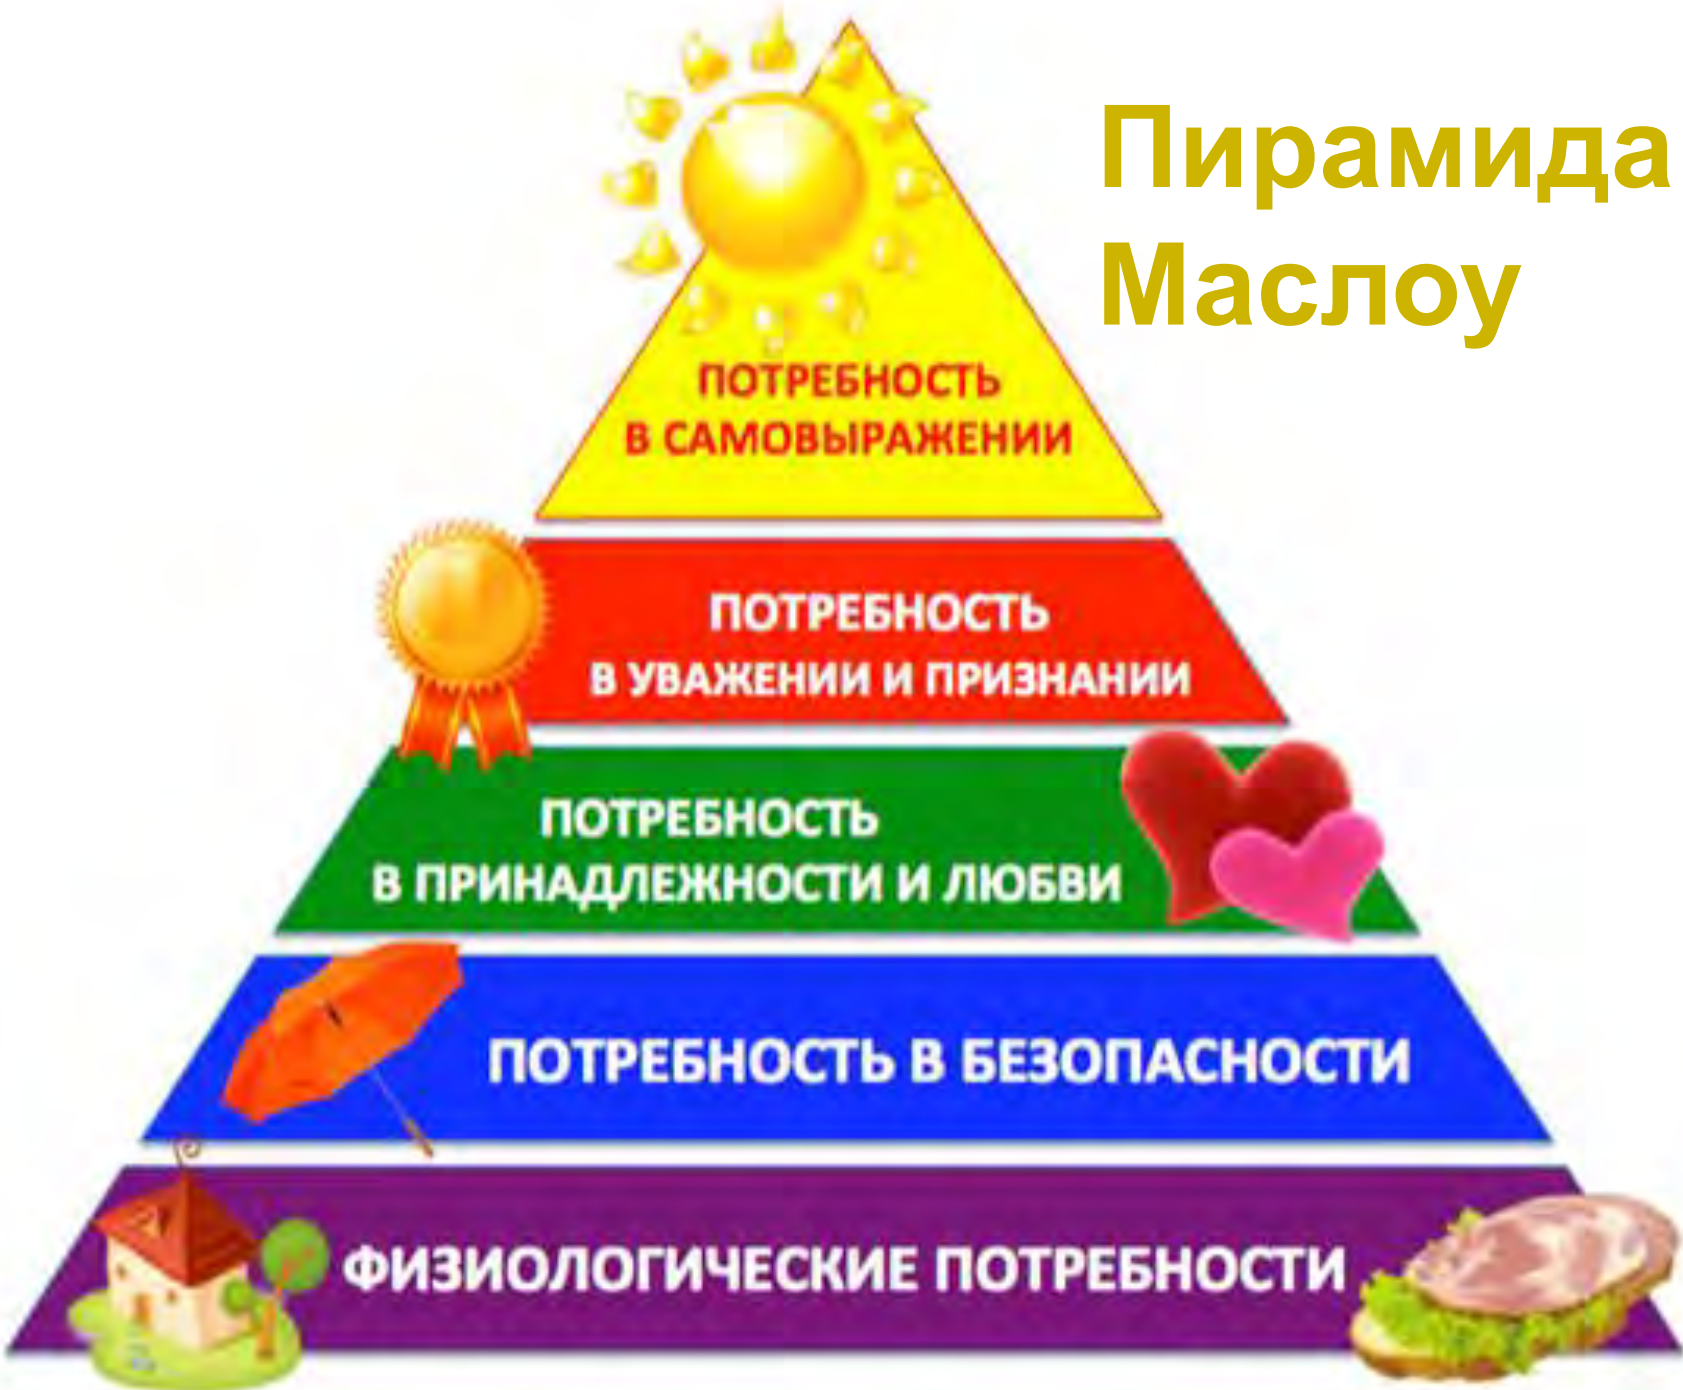 Пирамида
Маслоу
ПОТРЕБНОСТЬ
В САМОВЫРАЖЕНИИ
ПОТРЕБНОСТЬ
В УВАЖЕНИИ И ПРИЗНАНИИ
ПОТРЕБНОСТЬ
В ПРИНАДЛЕЖНОСТИ И ЛЮБВИ
ПОТРЕБНОСТЬ В БЕЗОПАСНОСТИ
ФИЗИОЛОГИЧЕСКИЕ ПОТРЕБНОСТИ